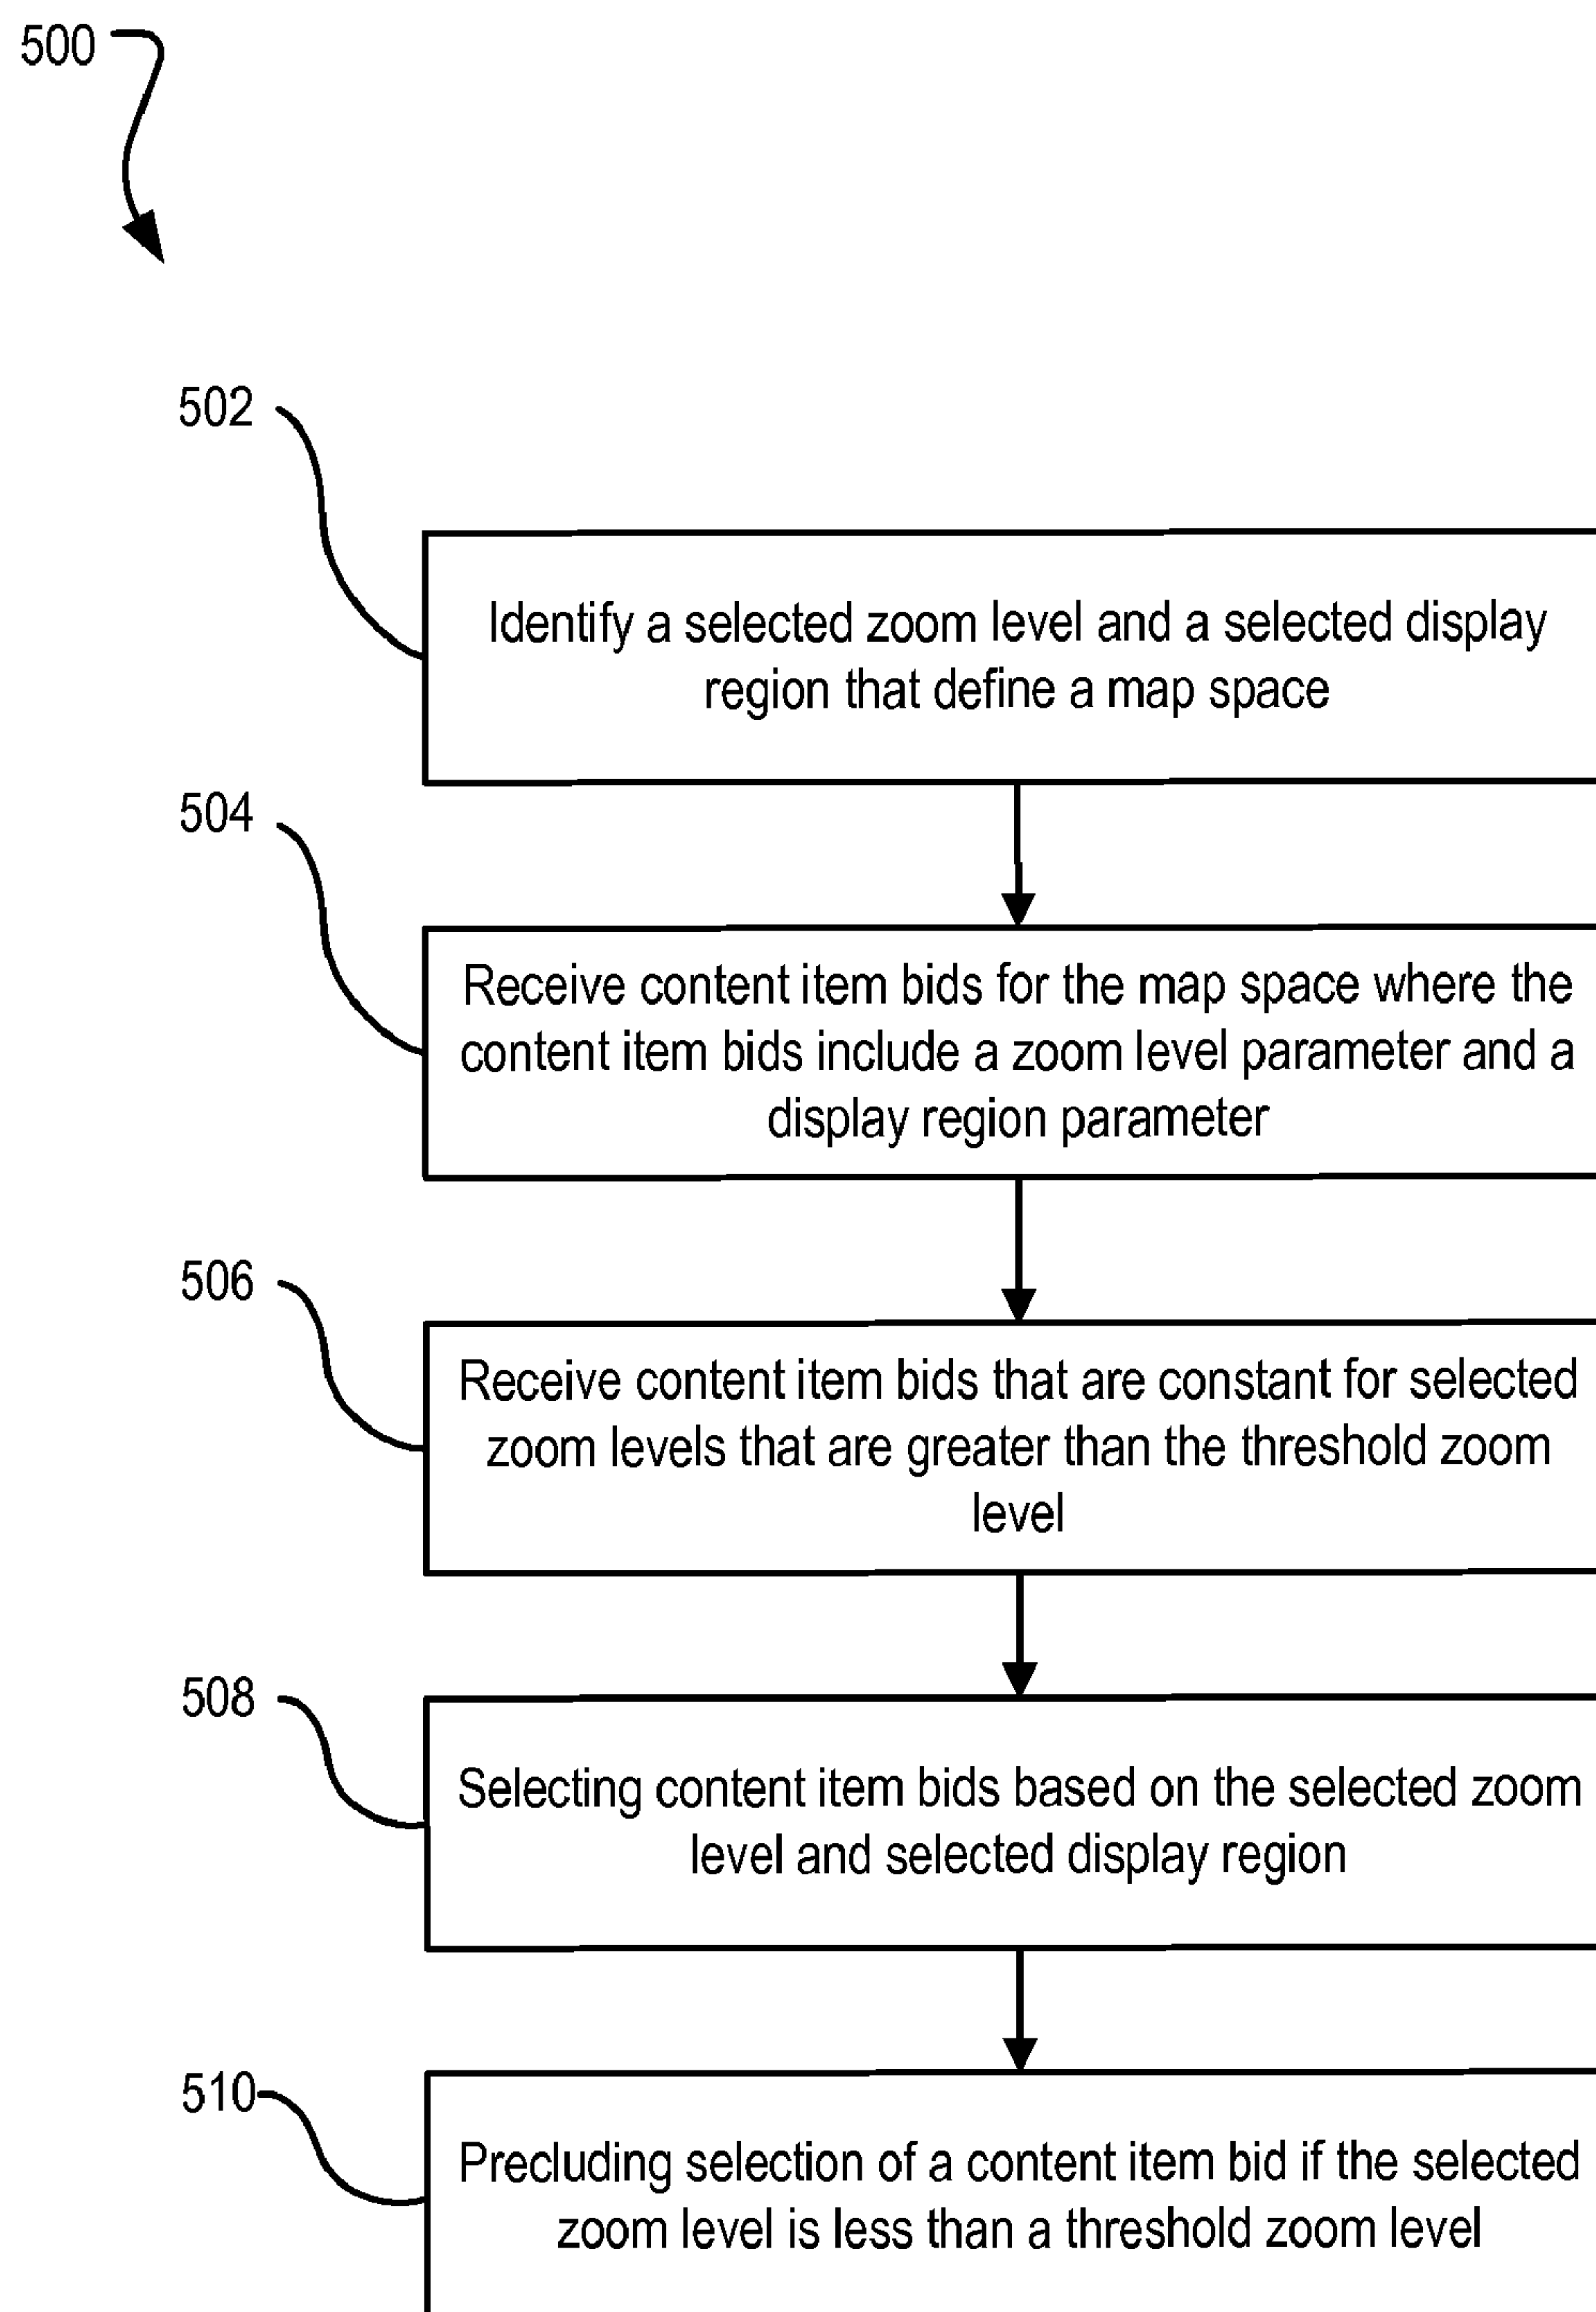 500
502
Identify a selected zoom level and a selected display
region that define a map space
504
Receive content item bids for the map space where the
content item bids include a zoom level parameter and a
display region parameter
506
Receive content item bids that are constant for selected
zoom levels that are greater than the threshold zoom
level
508
Selecting content item bids based on the selected zoom
level and selected display region
510
Precluding selection of a content item bid if the selected
zoom level is less than a threshold zoom level